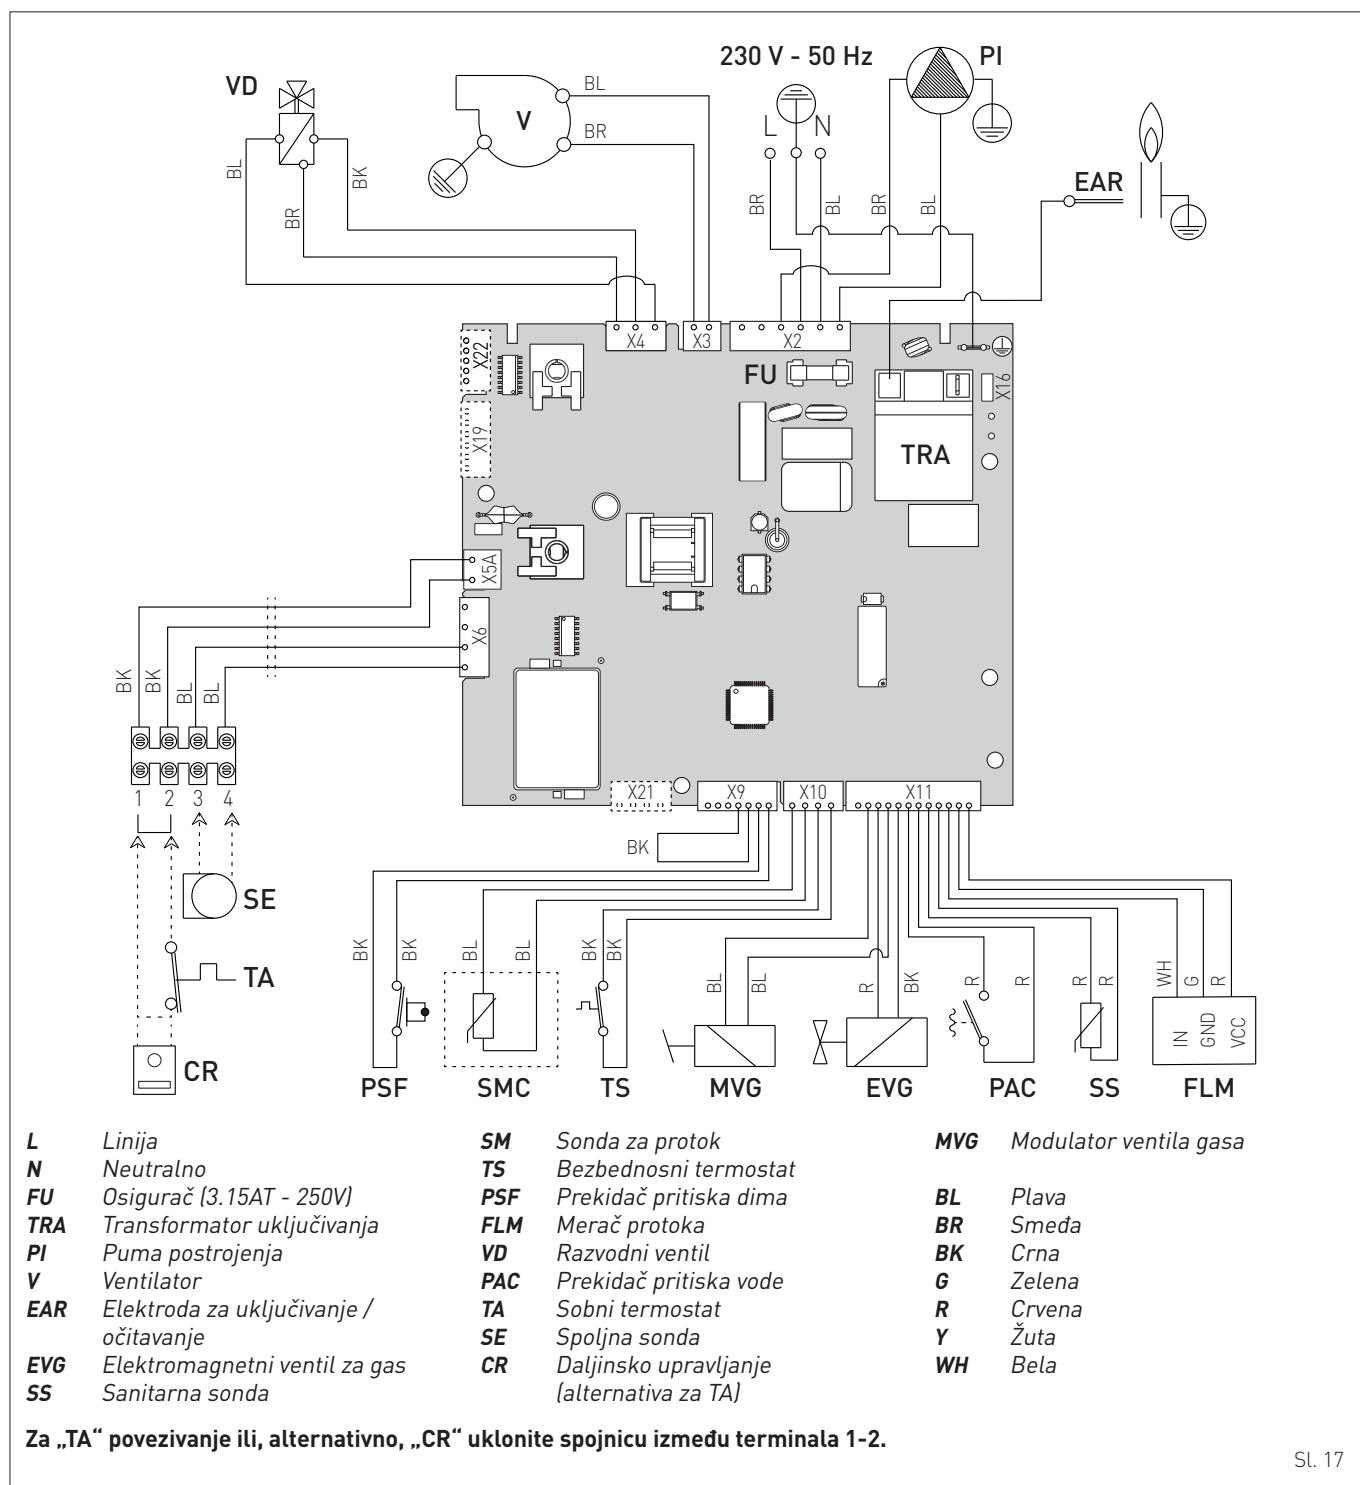 230 V - 50 Hz
PI
VD
V
BL
BR
L
N
BL
BR
BK
BR
BL
BR
BL
EAR
X4
X3
X2
X22
X19
FU
X16
TRA
X5A
X6
BK
BK
BL
BL
X21
X9
X10
X11
1 2 3 4
BK
SE
TA
CR
BK
BK
BL
BL
BK
BK
BL
BL
R
BK
R
R
R
R
WH
G
R
IN
GND
VCC
PSF
SMC
TS
MVG
EVG
PAC
SS
FLM
L Linija
N Neutralno
FU Osigurač (3.15AT - 250V)
TRA Transformator uključivanja
PI Puma postrojenja
V Ventilator
EAR Elektroda za uključivanje /
očitavanje
EVG Elektromagnetni ventil za gas
SS Sanitarna sonda
SM Sonda za protok
TS Bezbednosni termostat
PSF Prekidač pritiska dima
FLM Merač protoka
VD Razvodni ventil
PAC Prekidač pritiska vode
TA Sobni termostat
SE Spoljna sonda
CR Daljinsko upravljanje
(alternativa za TA)
MVG Modulator ventila gasa
BL Plava
BR Smeđa
BK Crna
G Zelena
R Crvena
Y Žuta
WH Bela
Za „TA“ povezivanje ili, alternativno, „CR“ uklonite spojnicu između terminala 1-2.
Sl. 17